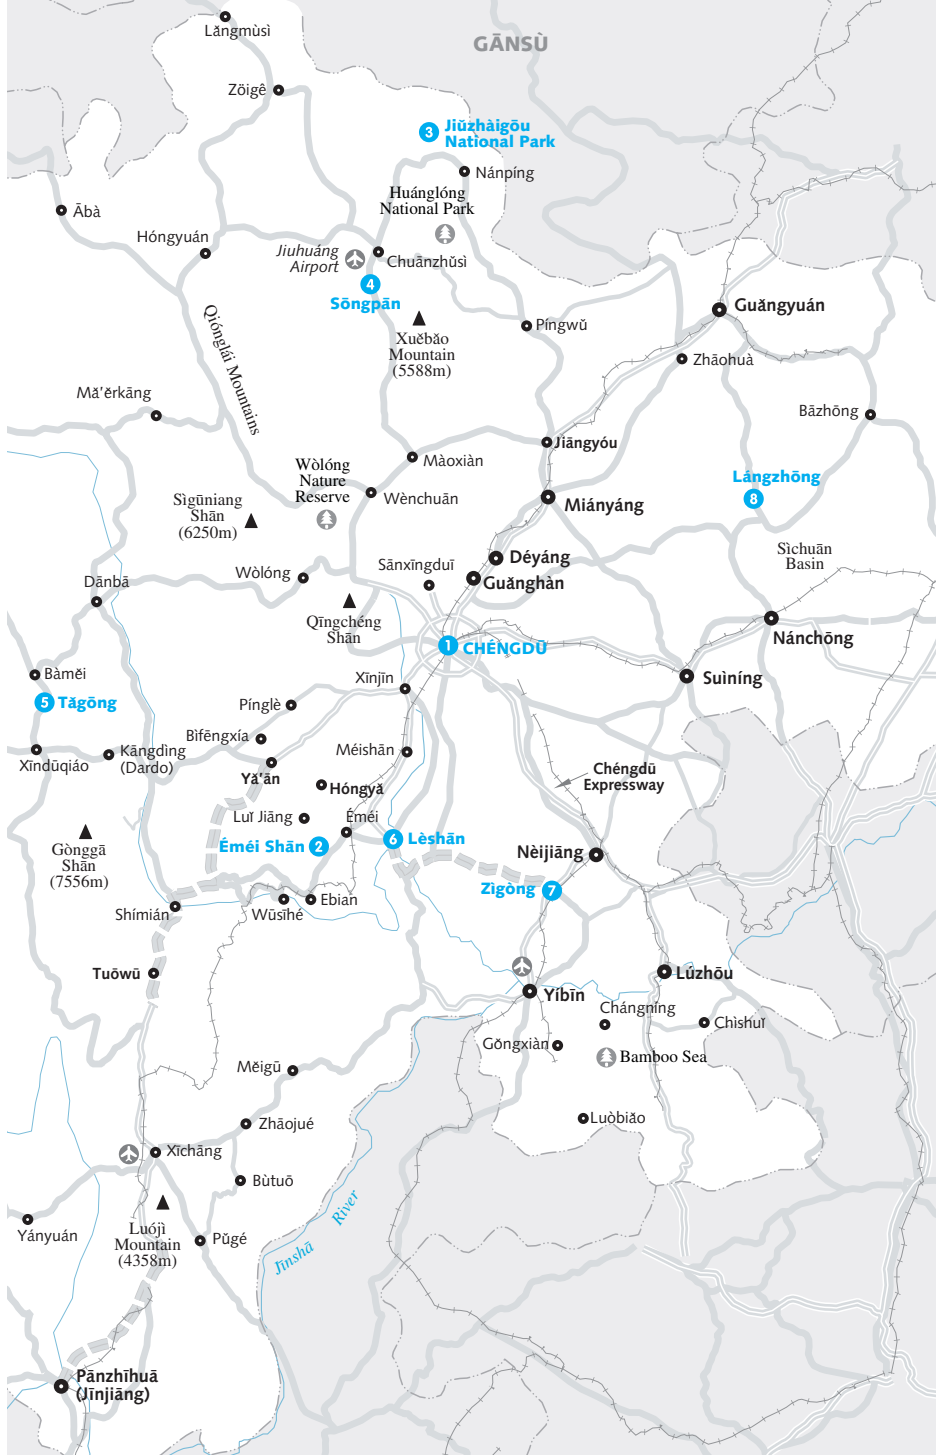 Lǎngmùsì
GĀNSÙ
Zöigê
3 Jiǔzhàigōu
National Park
Nánpíng
Huánglóng
National Park
Ābà
Hóngyuán
Jiuhuáng
Airport
Chuānzhǔsì
4
Sōngpān
Guǎngyuán
Qiónglái Mountains
Píngwǔ
Xuěbǎo
Mountain
(5588m)
Zhāohuà
Mǎ'ěrkāng
Bāzhōng
Jiāngyóu
Màoxiàn
Wòlóng
Nature
Reserve
Lángzhōng
8
Wènchuān
Sìgūniang
Shān
(6250m)
Miányáng
Sìchuān
Basin
Déyáng
Sānxīngduī
Wòlóng
Guǎnghàn
Dānbā
Qīngchéng
Shān
Nánchōng
1 CHÉNGDŪ
Bàměi
Xīnjīn
Suìníng
5 Tǎgōng
Pínglè
Bìfēngxía
Méishān
Kāngdìng
(Dardo)
Xīndūqiáo
Yǎ'ān
Chéngdū
Expressway
Hóngyǎ
Luǐ Jiāng
Éméi
Éméi Shān 2
6 Lèshān
Gònggā
Shān
(7556m)
Nèijiāng
Zìgòng 7
Ebian
Shímián
Wūsīhé
Tuōwū
Lúzhōu
Yíbīn
Chángníng
Chìshuǐ
Gǒngxiàn
Bamboo Sea
Měigū
Luòbiǎo
Zhāojué
Xīchāng
Bùtuō
Jīnshā River
Yányuán
Luójì
Mountain
(4358m)
Pǔgé
Pānzhīhuā
(Jīnjiāng)